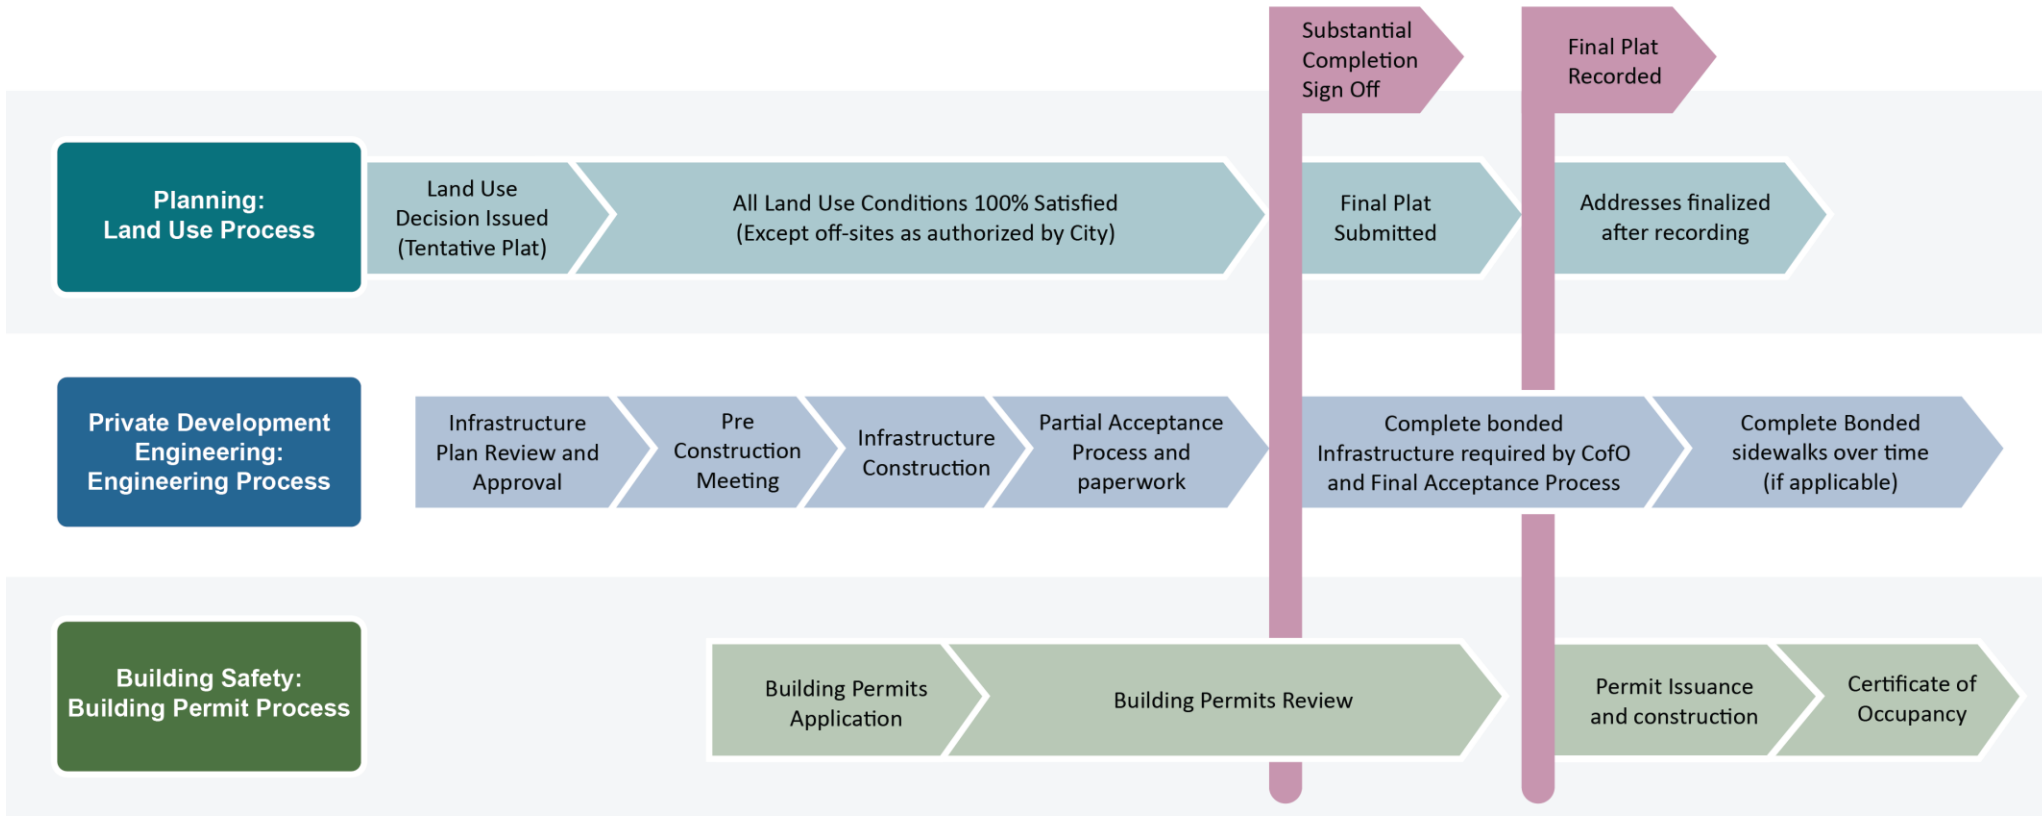 Substantial
Completion
Sign Off
Final Plat
Recorded
Planning:
Land Use Process
Land Use
Decision Issued
(Tentative Plat)
All Land Use Conditions 100% Satisfied
(Except off-sites as authorized by City)
Final Plat
Submitted
Addresses finalized
after recording
Private Development
Engineering:
Engineering Process
Infrastructure
Plan Review and
Approval
Pre
Construction
Meeting
Infrastructure
Construction
Partial Acceptance
Process and
paperwork
Complete bonded
Infrastructure required by CofO
and Final Acceptance Process
Complete Bonded
sidewalks over time
(if applicable)
Building Safety:
Building Permit Process
Building Permits
Application
Building Permits Review
Permit Issuance
and construction
Certificate of
Occupancy